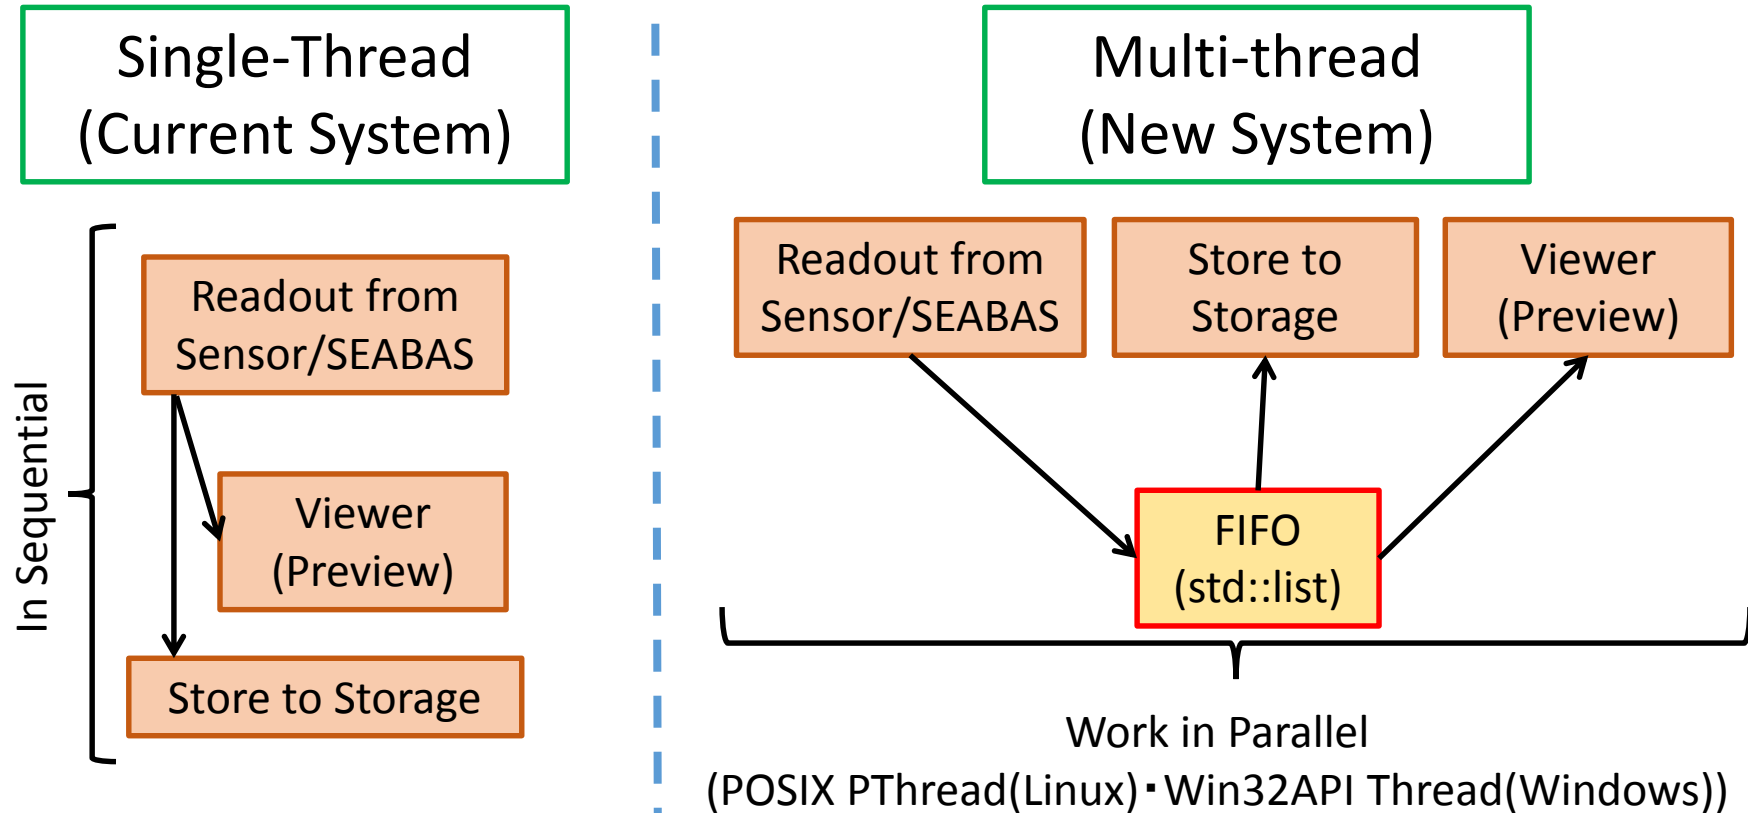 Single-Thread
(Current System)
In Sequential
Readout from
Sensor/SEABAS
Viewer
(Preview)
Store to Storage
Multi-thread
(New System)
Readout from
Sensor/SEABAS
Store to
Storage
Viewer
(Preview)
FIFO
(std::list)
Work in Parallel
(POSIX PThread(Linux)・Win32API Thread(Windows))